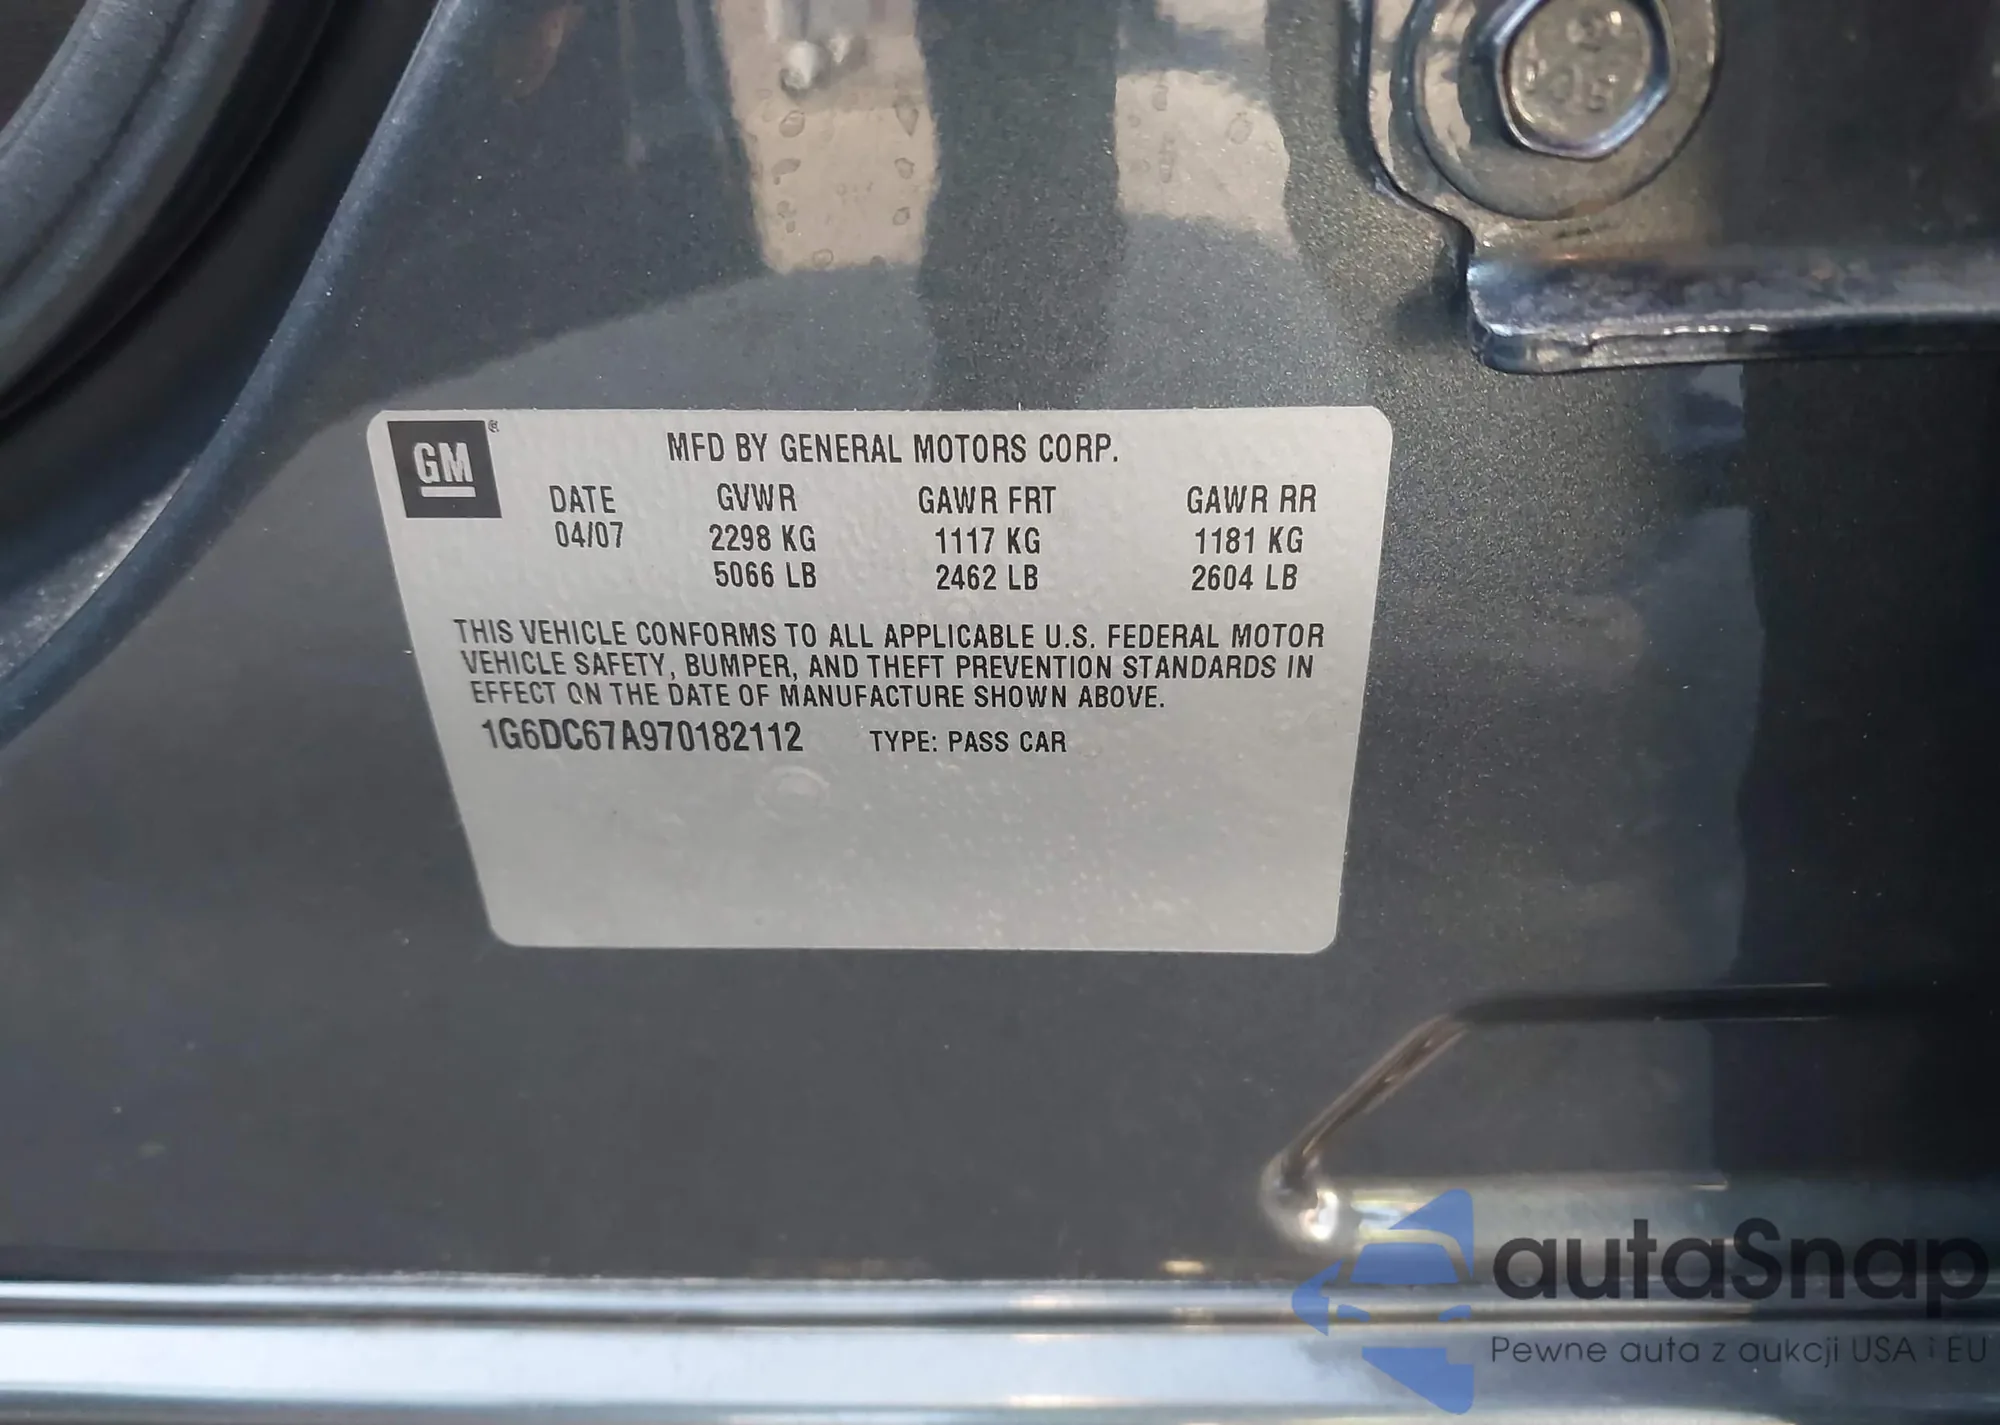 GM
MFD BY GENERAL MOTORS CORP.
DATE GVWR GAWR FRT GAWR RR
04/07 2298 KG 1117 KG 1181 KG
5066 LB 2462 LB 2604 LB
THIS VEHICLE CONFORMS TO ALL APPLICABLE U.S. FEDERAL MOTOR
VEHICLE SAFETY, BUMPER, AND THEFT PREVENTION STANDARDS IN
EFFECT ON THE DATE OF MANUFACTURE SHOWN ABOVE.
1G6DC67A970182112 TYPE: PASS CAR
autaSnap
Pewne auta z aukcji USA i EU